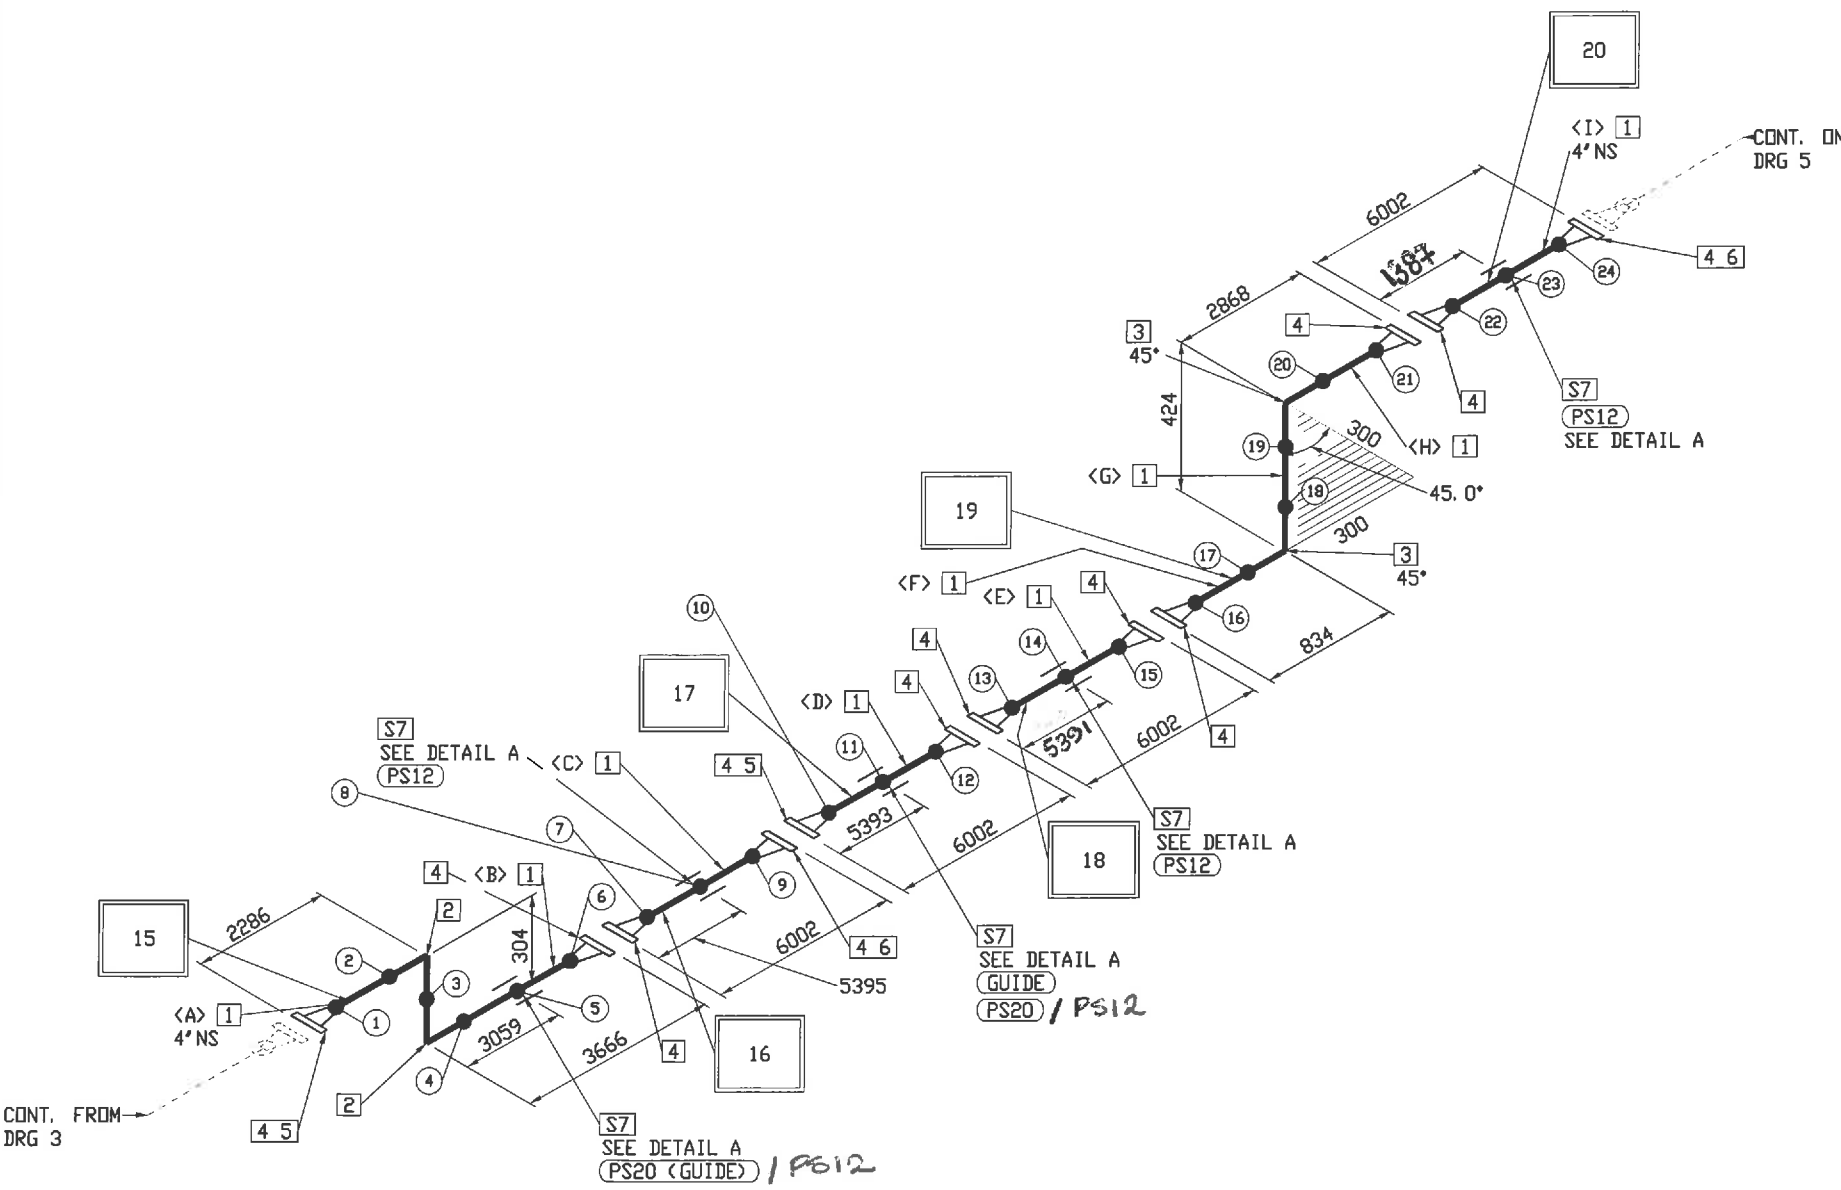 20
<I> 1
4"NS
CONT. ON
DRG 5
6002
1387
4 6
24
23
22
2868
3
45°
4
20
21
4
S7
PS12
SEE DETAIL A
424
300
19
<H> 1
<G> 1
18
45.0°
19
300
17
3
45°
<F> 1
<E> 1
4
10
16
834
14
4
15
17
4
13
<D> 1
5391
6002
4
S7
SEE DETAIL A
PS12
<C> 1
4 5
11
12
8
5393
6002
S7
SEE DETAIL A
PS12
18
7
4
<B> 1
9
6
15
2286
2
304
6002
4 6
S7
SEE DETAIL A
GUIDE
PS20 / PS12
2
3
5395
<A> 1
4"NS
1
5
3059
3666
4
16
4
2
CONT. FROM
DRG 3
4 5
S7
SEE DETAIL A
PS20 (GUIDE) / PS12